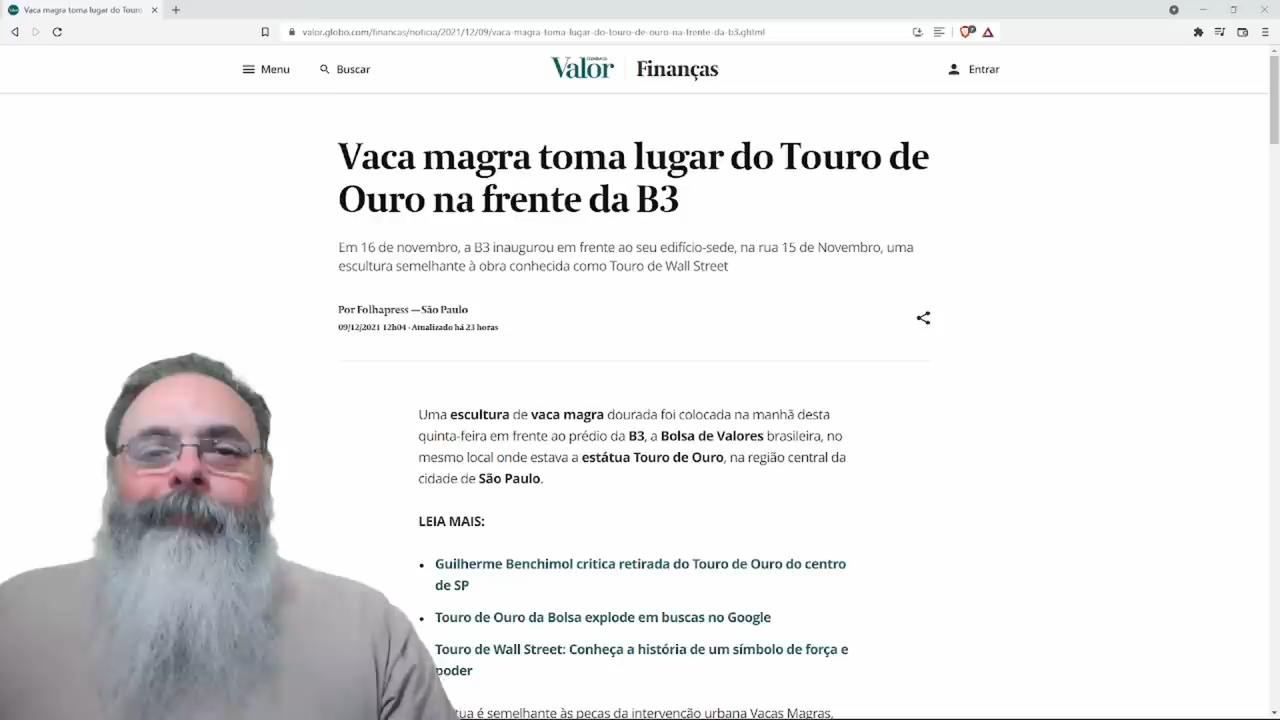 Vaca magra toma lugar do Touro
valor.globo.com/financas/noticia/2021/12/09/vaca-magra-toma-lugar-do-touro-de-ouro-na-frente-da-b3.ghtml
Menu
Buscar
Valor
Finanças
Entrar
Vaca magra toma lugar do Touro de
Ouro na frente da B3
Em 16 de novembro, a B3 inaugurou em frente ao seu edifício-sede, na rua 15 de Novembro, uma
escultura semelhante à obra conhecida como Touro de Wall Street
Por Folhapress — São Paulo
09/12/2021 12h04 · Atualizado há 23 horas
Uma escultura de vaca magra dourada foi colocada na manhã desta
quinta-feira em frente ao prédio da B3, a Bolsa de Valores brasileira, no
mesmo local onde estava a estátua Touro de Ouro, na região central da
cidade de São Paulo.
LEIA MAIS:
• Guilherme Benchimol critica retirada do Touro de Ouro do centro
de SP
• Touro de Ouro da Bolsa explode em buscas no Google
Touro de Wall Street: Conheça a história de um símbolo de força e
poder
é semelhante às peças da intervenção urbana Vacas Magras,